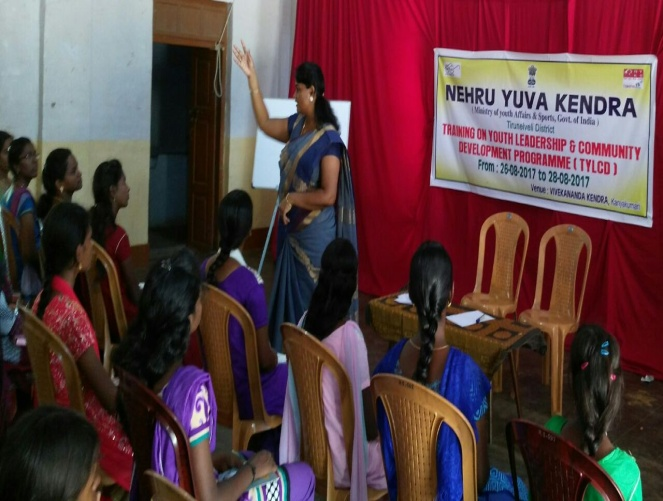 NEHRU YUVA KENDRA
(Ministry of youth Affairs & Sports, Govt. of India)
Tirunelveli District
TRAINING ON YOUTH LEADERSHIP & COMMUNITY
DEVELOPMENT PROGRAMME ( TYLCD )
From : 26-08-2017 to 28-08-2017
Venue : VIVEKANANDA KENDRA, Kanyakumari